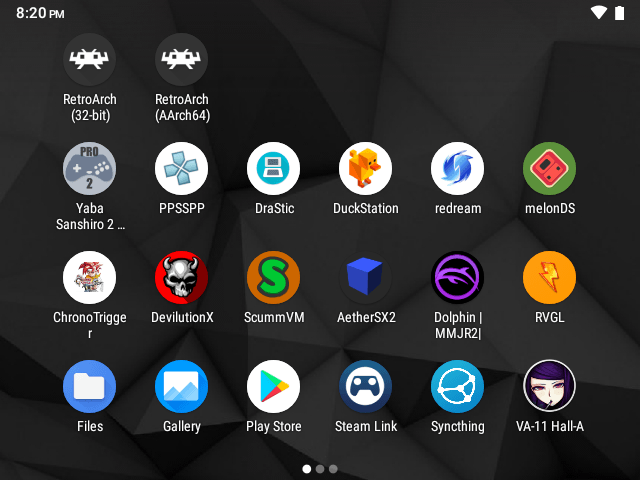 8:20 PM
RetroArch
(32-bit)
RetroArch
(AArch64)
PRO
2
Yaba
Sanshiro 2 ...
PPSSPP
DraStic
DuckStation
redream
melonDS
ChronoTrigge
r
DevilutionX
S
ScummVM
AetherSX2
Dolphin |
MMJR2|
RVGL
Files
Gallery
Play Store
Steam Link
Syncthing
VA-11 Hall-A